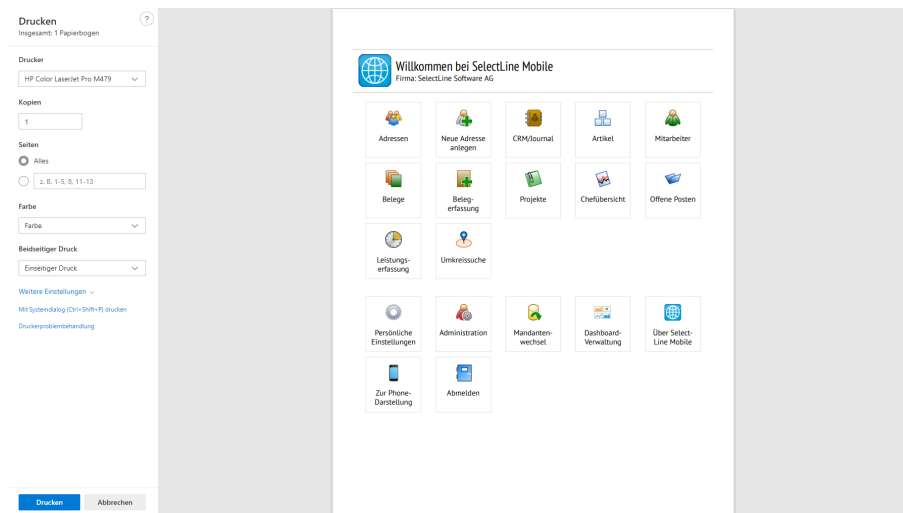 Drucken
?
Insgesamt: 1 Papierbogen
Drucker
HP Color LaserJet Pro M479
Kopien
1
Seiten
Alles
z. B. 1-5, 8, 11-13
Farbe
Farbe
Beidseitiger Druck
Einseitiger Druck
Weitere Einstellungen
Mit Systemdialog (Ctrl+Shift+P) drucken
Druckerproblembehandlung
Drucken
Abbrechen
Willkommen bei SelectLine Mobile
Firma: SelectLine Software AG
Adressen
Neue Adresse
anlegen
CRM/Journal
Artikel
Mitarbeiter
Belege
Beleg-
erfassung
Projekte
Chefübersicht
Offene Posten
Leistungs-
erfassung
Umkreissuche
Persönliche
Einstellungen
Administration
Mandanten-
wechsel
Dashboard-
Verwaltung
Über Select-
Line Mobile
Zur Phone-
Darstellung
Abmelden